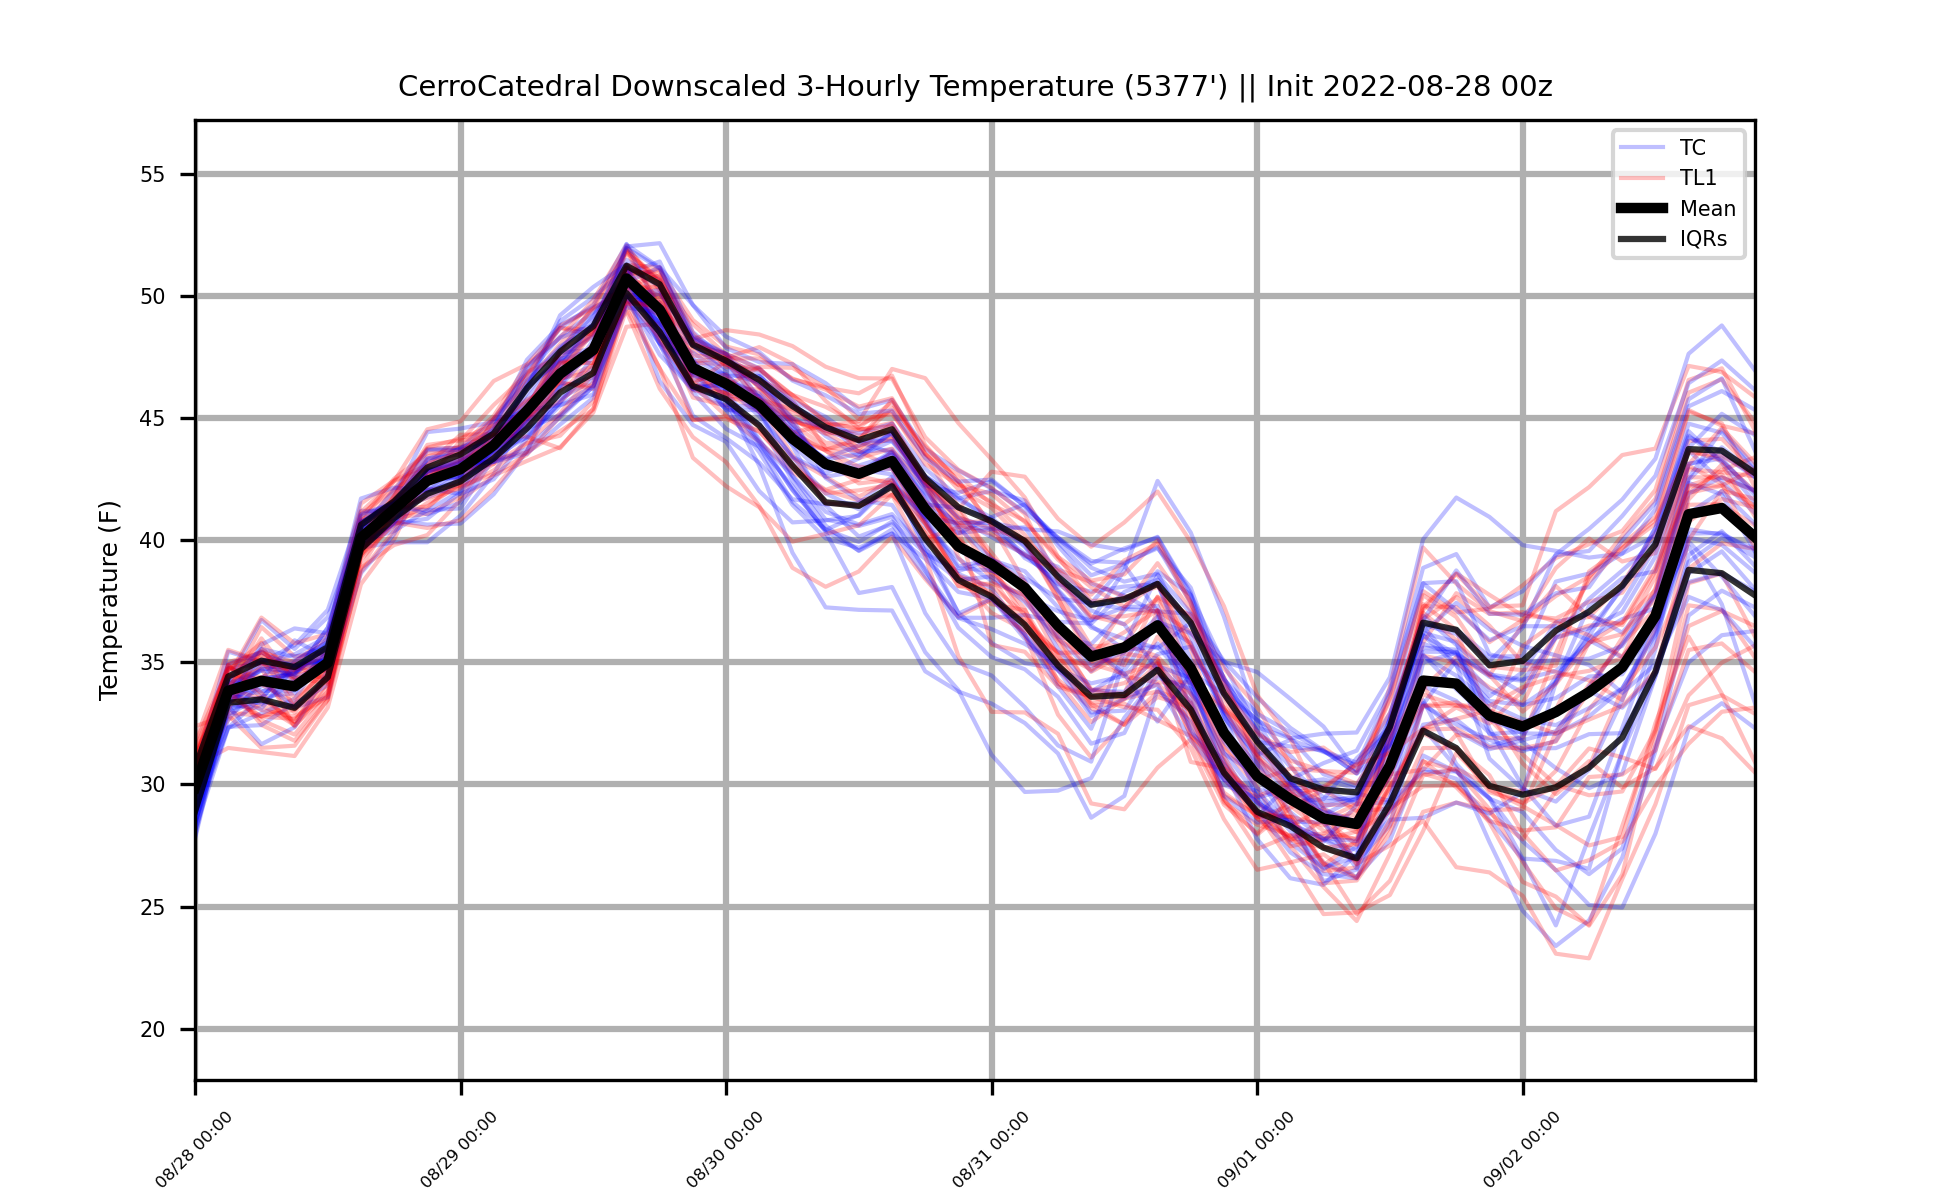 CerroCatedral Downscaled 3-Hourly Temperature (5377') || Init 2022-08-28 00z
TC
TL1
Mean
IQRs
Temperature (F)
55
50
45
40
35
30
25
20
08/28 00:00
08/29 00:00
08/30 00:00
08/31 00:00
09/01 00:00
09/02 00:00